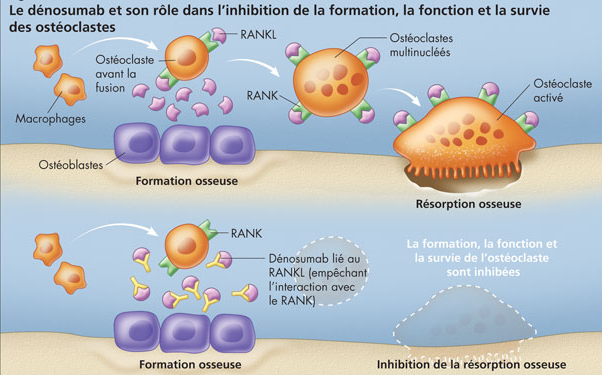 Le dénosumab et son rôle dans l’inhibition de la formation, la fonction et la survie
des ostéoclastes
RANKL
Ostéoclaste
avant la
fusion
Ostéoclastes
multinucléés
Macrophages
RANK
Ostéoclaste
activé
Ostéoblastes
Formation osseuse
Résorption osseuse
RANK
Dénosumab lié au
RANKL (empêchant
l’interaction avec
le RANK)
La formation, la fonction et
la survie de l’ostéoclaste
sont inhibées
Formation osseuse
Inhibition de la résorption osseuse